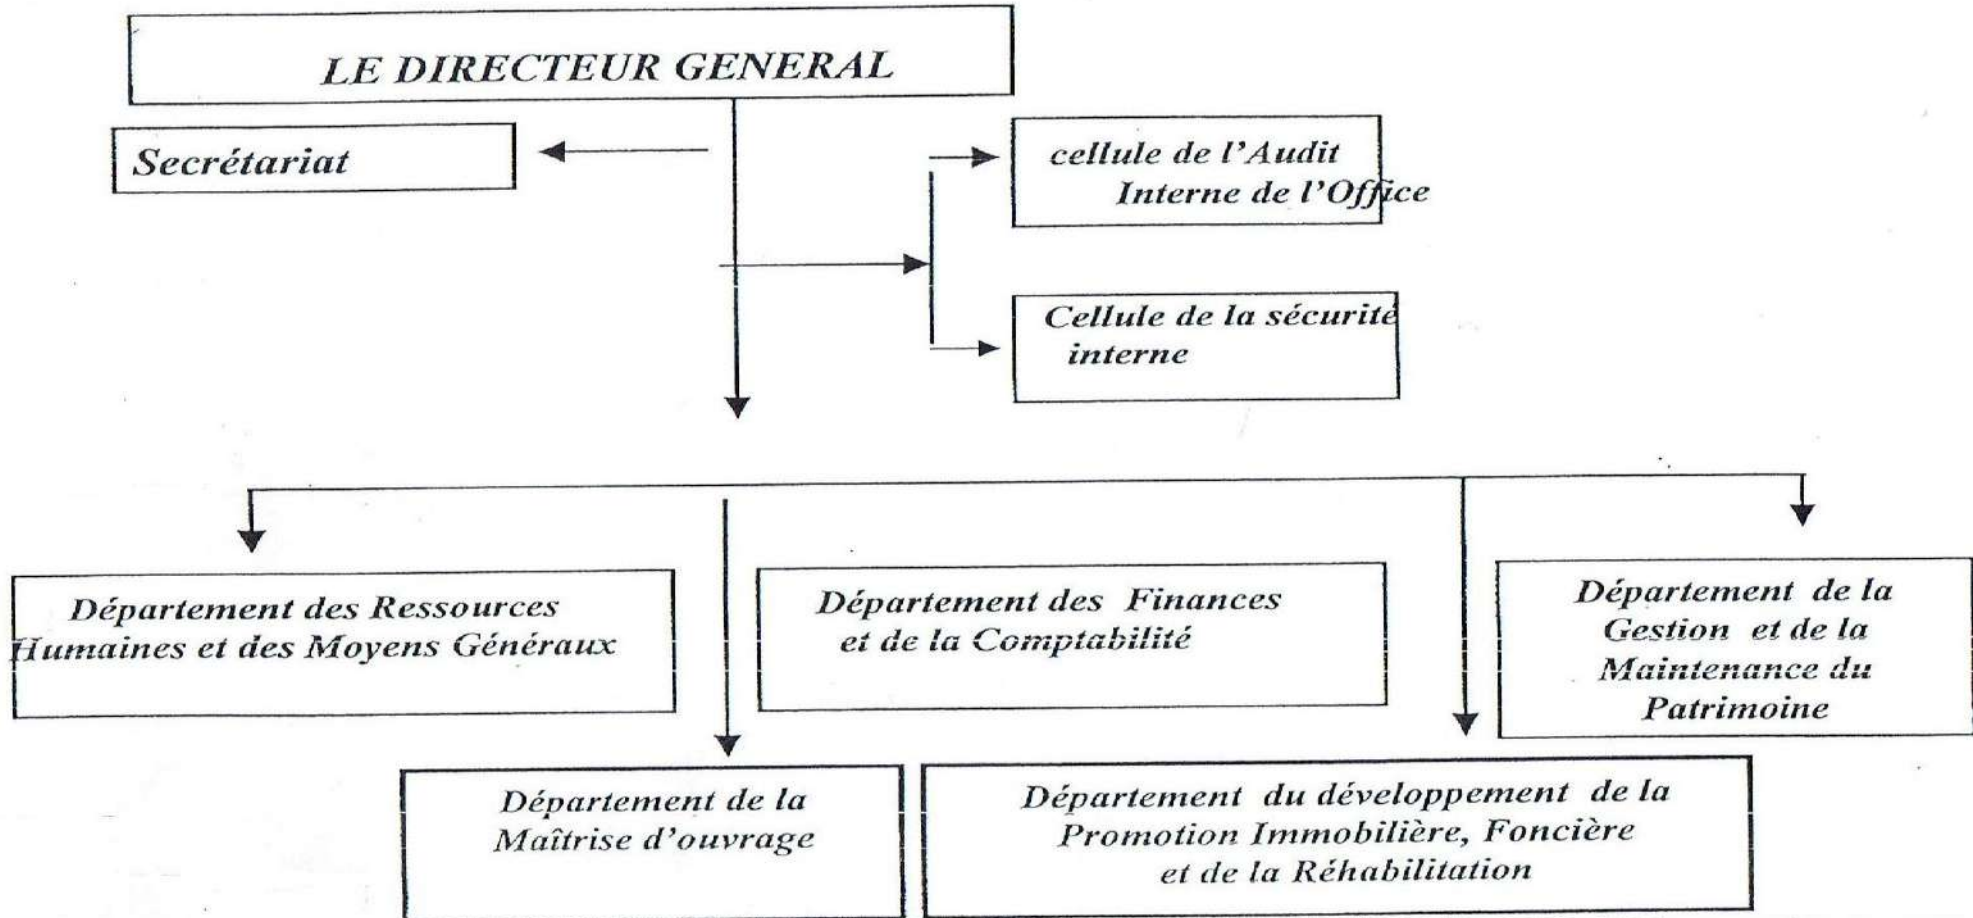 LE DIRECTEUR GENERAL
Secrétariat
cellule de l'Audit
Interne de l'Office
Cellule de la sécurité
interne
Département des Ressources
Humaines et des Moyens Généraux
Département des Finances
et de la Comptabilité
Département de la
Gestion et de la
Maintenance du
Patrimoine
Département de la
Maîtrise d'ouvrage
Département du développement de la
Promotion Immobilière, Foncière
et de la Réhabilitation